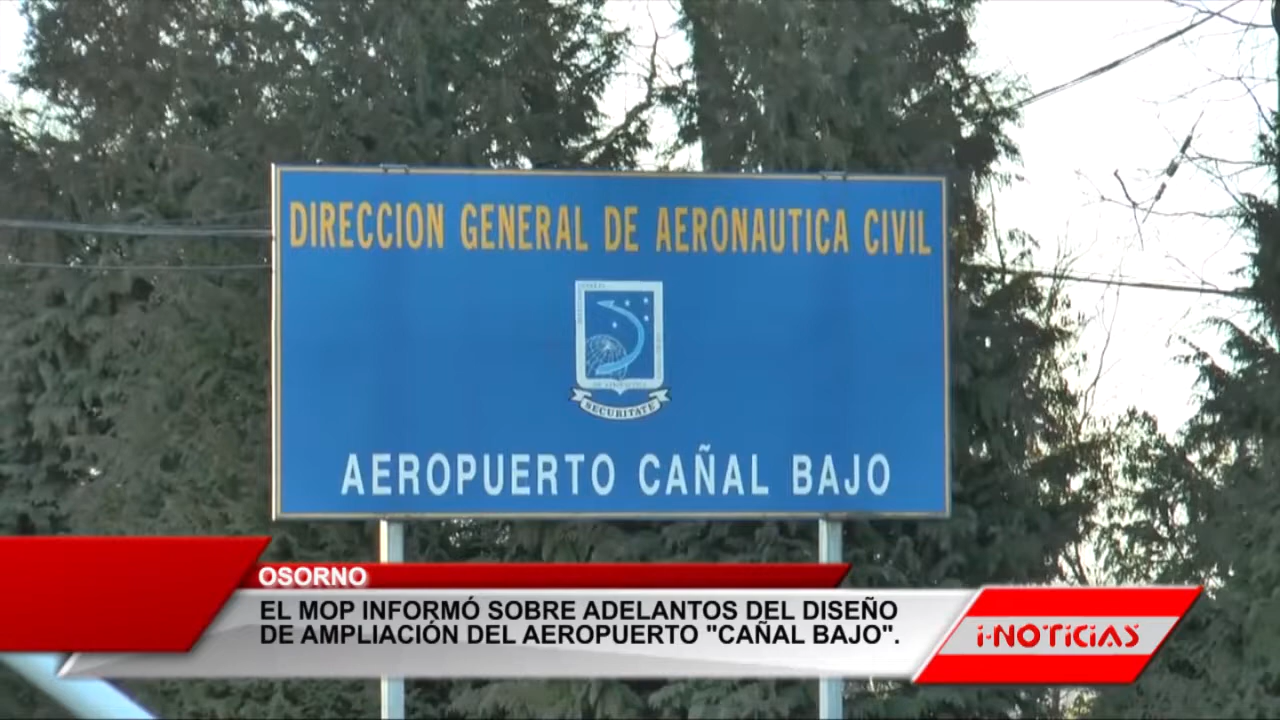 DIRECCION GENERAL DE AERONAUTICA CIVIL
SECURITATE
AEROPUERTO CAÑAL BAJO
OSORNO
EL MOP INFORMÓ SOBRE ADELANTOS DEL DISEÑO
DE AMPLIACIÓN DEL AEROPUERTO "CAÑAL BAJO".
i-NOTICIAS